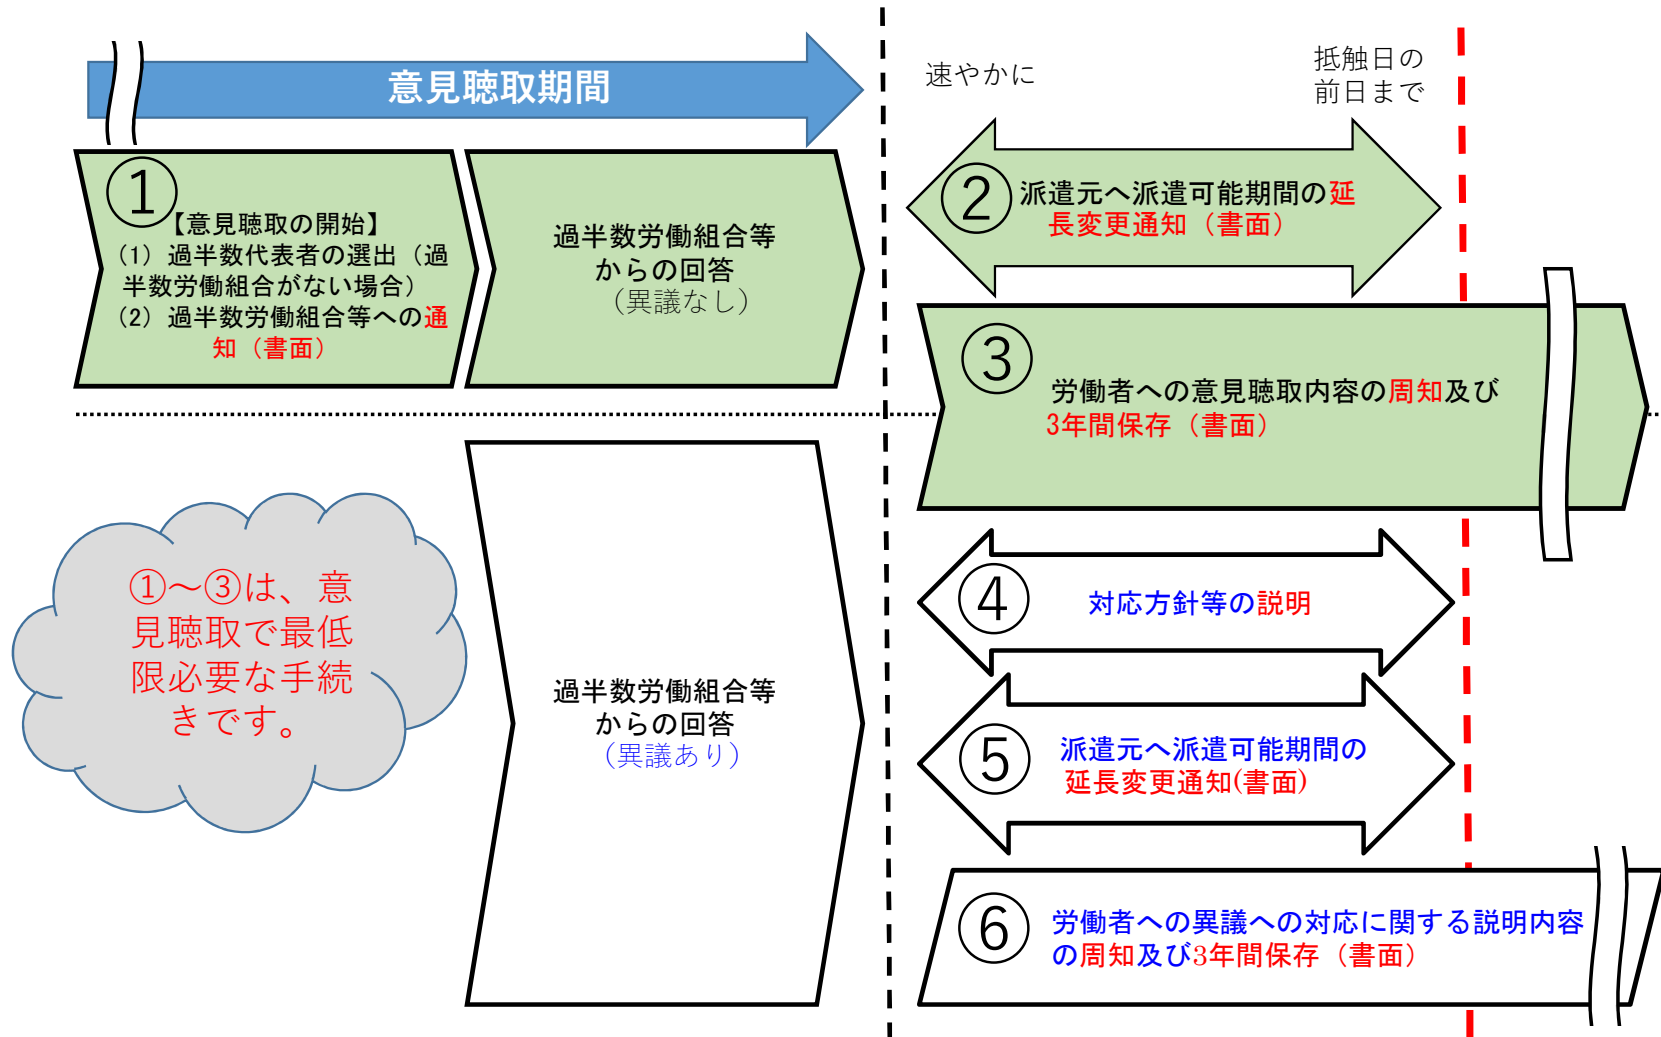 意見聴取期間
速やかに
抵触日の
前日まで
①
【意見聴取の開始】
（1）過半数代表者の選出（過
半数労働組合がない場合）
（2）過半数労働組合等への通
知（書面）
過半数労働組合等
からの回答
（異議なし）
②
派遣元へ派遣可能期間の延
長変更通知（書面）
③
労働者への意見聴取内容の周知及び
3年間保存（書面）
①～③は、意
見聴取で最低
限必要な手続
きです。
過半数労働組合等
からの回答
（異議あり）
④
対応方針等の説明
⑤
派遣元へ派遣可能期間の
延長変更通知(書面)
⑥
労働者への異議への対応に関する説明内容
の周知及び3年間保存（書面）